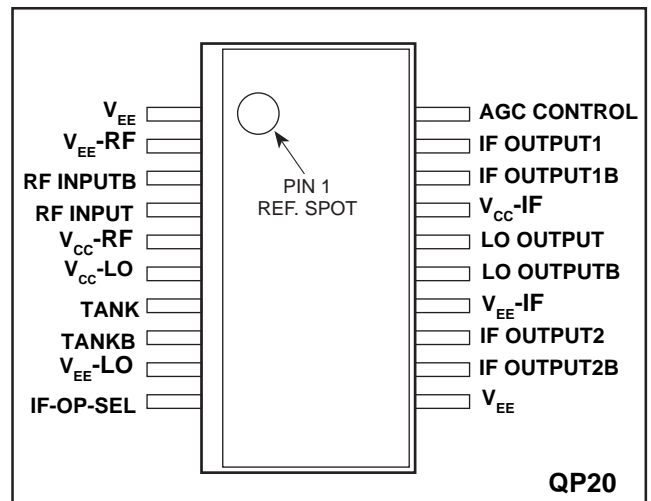 VEE
VEE-RF
RF INPUTB
RF INPUT
VCC-RF
VCC-LO
TANK
TANKB
VEE-LO
IF-OP-SEL
PIN 1
REF. SPOT
AGC CONTROL
IF OUTPUT1
IF OUTPUT1B
VCC-IF
LO OUTPUT
LO OUTPUTB
VEE-IF
IF OUTPUT2
IF OUTPUT2B
VEE
QP20